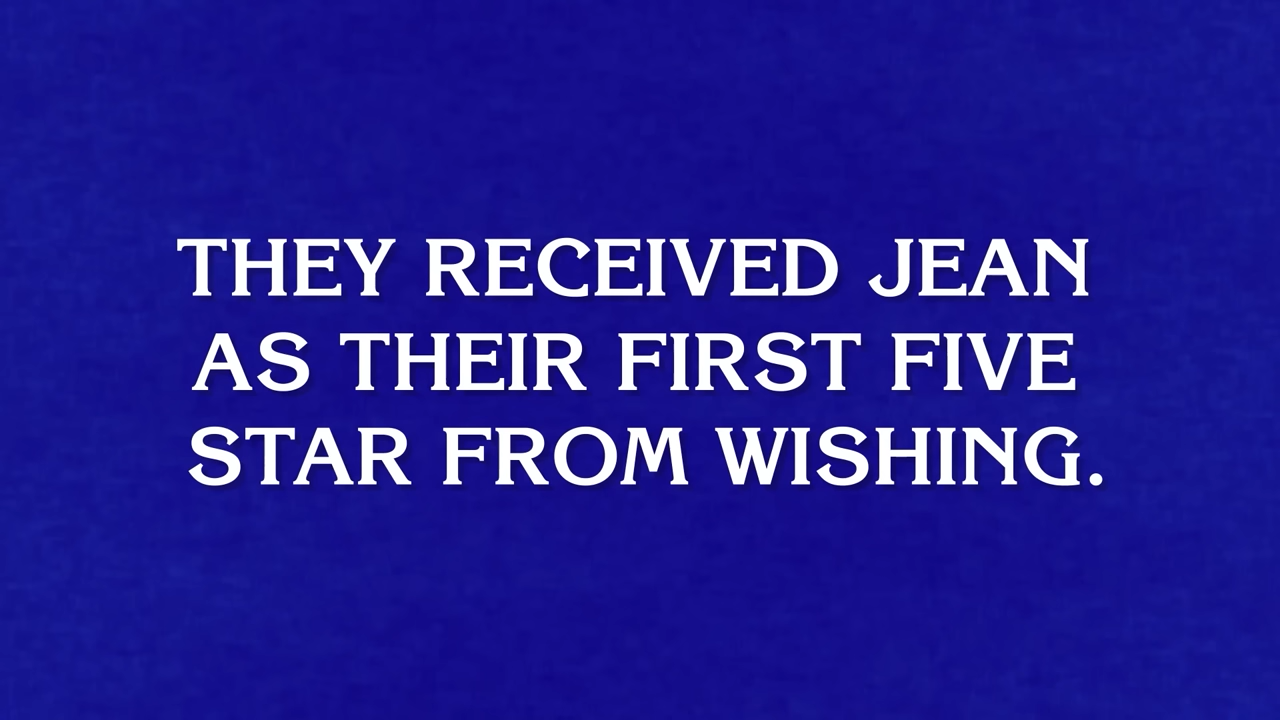 THEY RECEIVED JEAN
AS THEIR FIRST FIVE
STAR FROM WISHING.